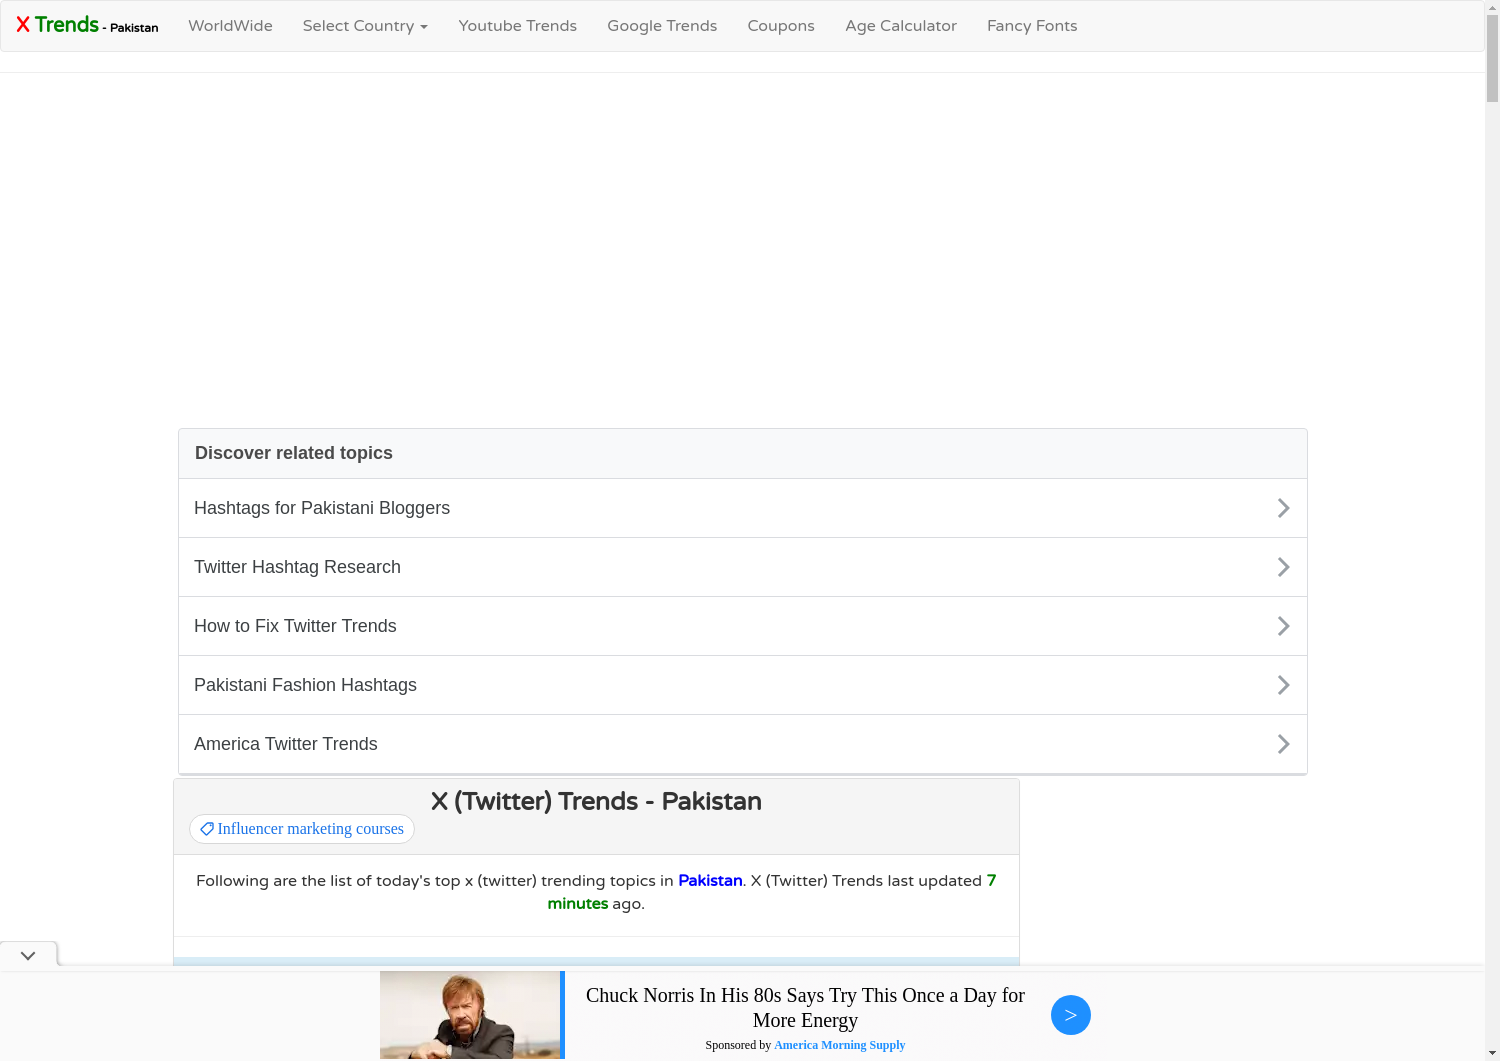 X Trends - Pakistan WorldWide Select Country Youtube Trends Google Trends Coupons Age Calculator Fancy Fonts
Discover related topics
Hashtags for Pakistani Bloggers
Twitter Hashtag Research
How to Fix Twitter Trends
Pakistani Fashion Hashtags
America Twitter Trends
X (Twitter) Trends - Pakistan
Influencer marketing courses
Following are the list of today's top x (twitter) trending topics in Pakistan. X (Twitter) Trends last updated 7
minutes ago.
Chuck Norris In His 80s Says Try This Once a Day for
More Energy
Sponsored by America Morning Supply
>